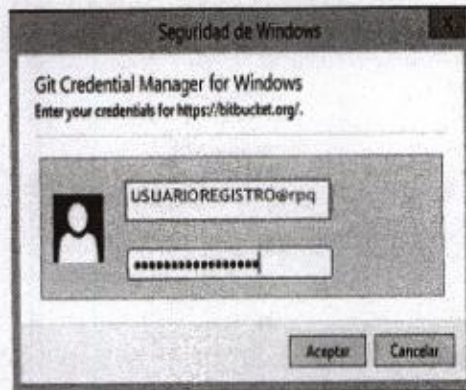 Seguridad de Windows
X
Git Credential Manager for Windows
Enter your credentials for https://bitbucket.org/.
USUARIOREGISTRO@rpq
●●●●●●●●●●●●●●●●●
Aceptar Cancelar